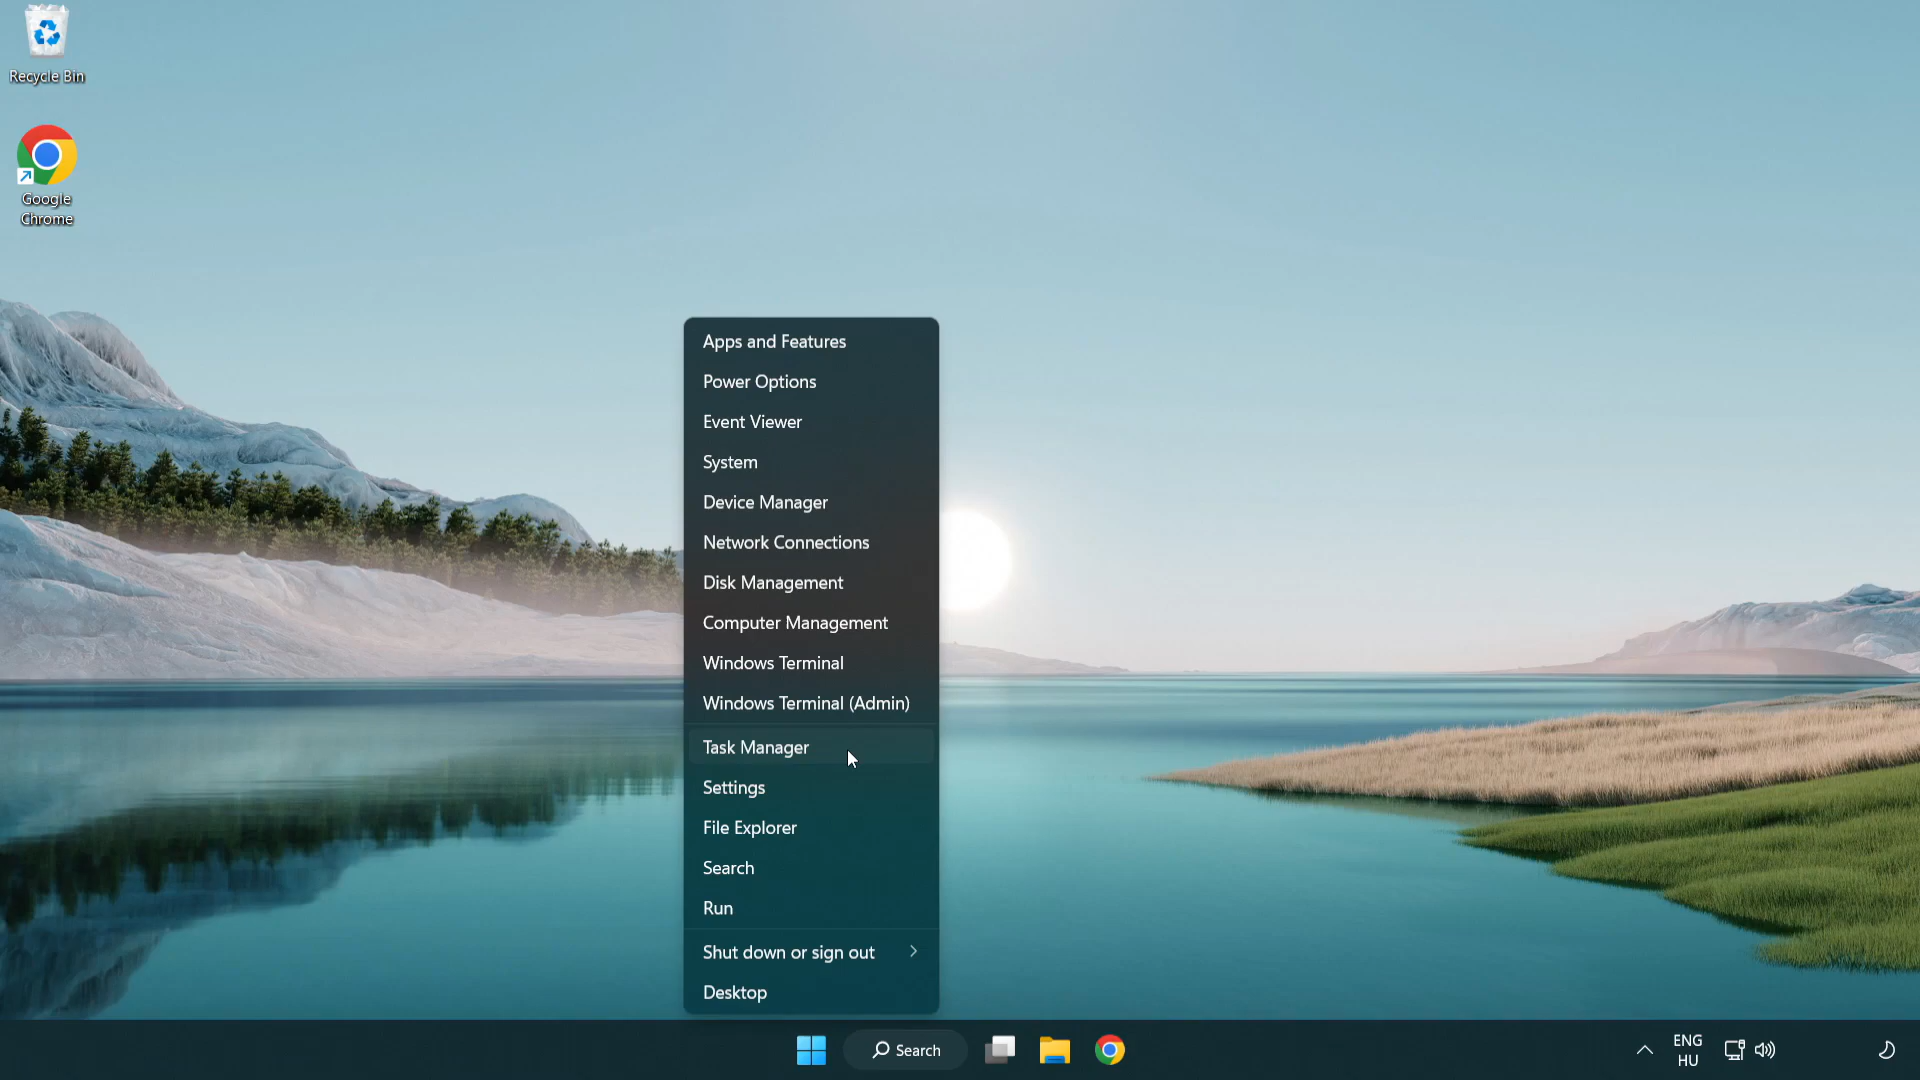 Recycle Bin
Google
Chrome
Apps and Features
Power Options
Event Viewer
System
Device Manager
Network Connections
Disk Management
Computer Management
Windows Terminal
Windows Terminal (Admin)
Task Manager
Settings
File Explorer
Search
Run
Shut down or sign out
Desktop
Search
ENG
HU